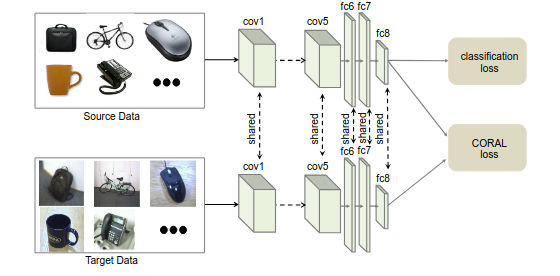 cov1
cov5
fc6
fc7
fc8
classification
loss
Source Data
shared
shared
shared
shared
shared
CORAL
loss
cov1
cov5
fc6
fc7
fc8
Target Data